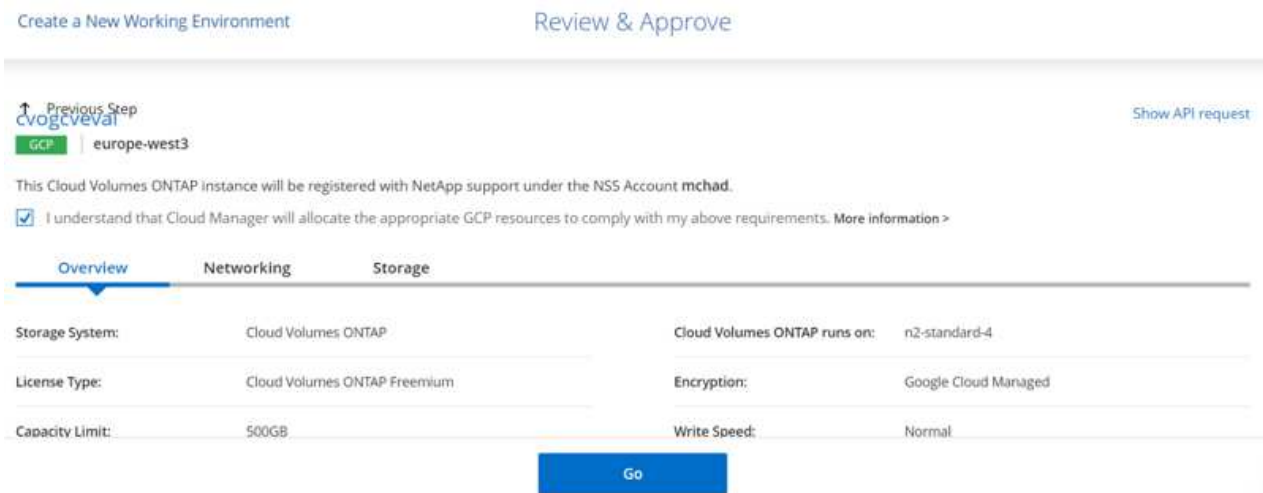 Create a New Working Environment
Review & Approve
↑ Previous Step
cvogcveval
Show API request
GCP | europe-west3
This Cloud Volumes ONTAP instance will be registered with NetApp support under the NSS Account mchad.
I understand that Cloud Manager will allocate the appropriate GCP resources to comply with my above requirements. More information >
Overview Networking Storage
Storage System: Cloud Volumes ONTAP Cloud Volumes ONTAP runs on: n2-standard-4
License Type: Cloud Volumes ONTAP Freemium Encryption: Google Cloud Managed
Capacity Limit: 500GB Write Speed: Normal
Go